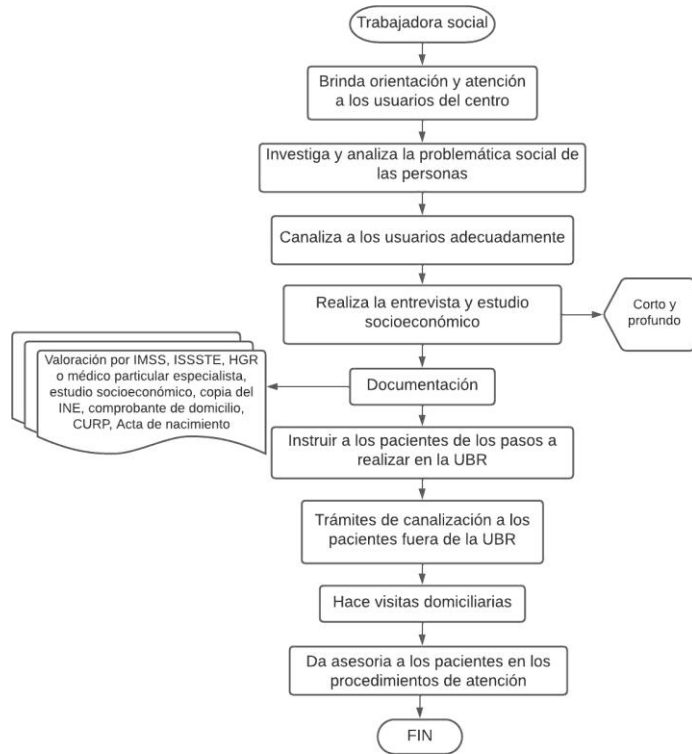 Trabajadora social
Brinda orientación y atención
a los usuarios del centro
Investiga y analiza la problemática social de
las personas
Canaliza a los usuarios adecuadamente
Realiza la entrevista y estudio
socioeconómico
Corto y
profundo
Documentación
Valoración por IMSS, ISSSTE, HGR
o médico particular especialista,
estudio socioeconómico, copia del
INE, comprobante de domicilio,
CURP, Acta de nacimiento
Instruir a los pacientes de los pasos a
realizar en la UBR
Trámites de canalización a los
pacientes fuera de la UBR
Hace visitas domiciliarias
Da asesoria a los pacientes en los
procedimientos de atención
FIN